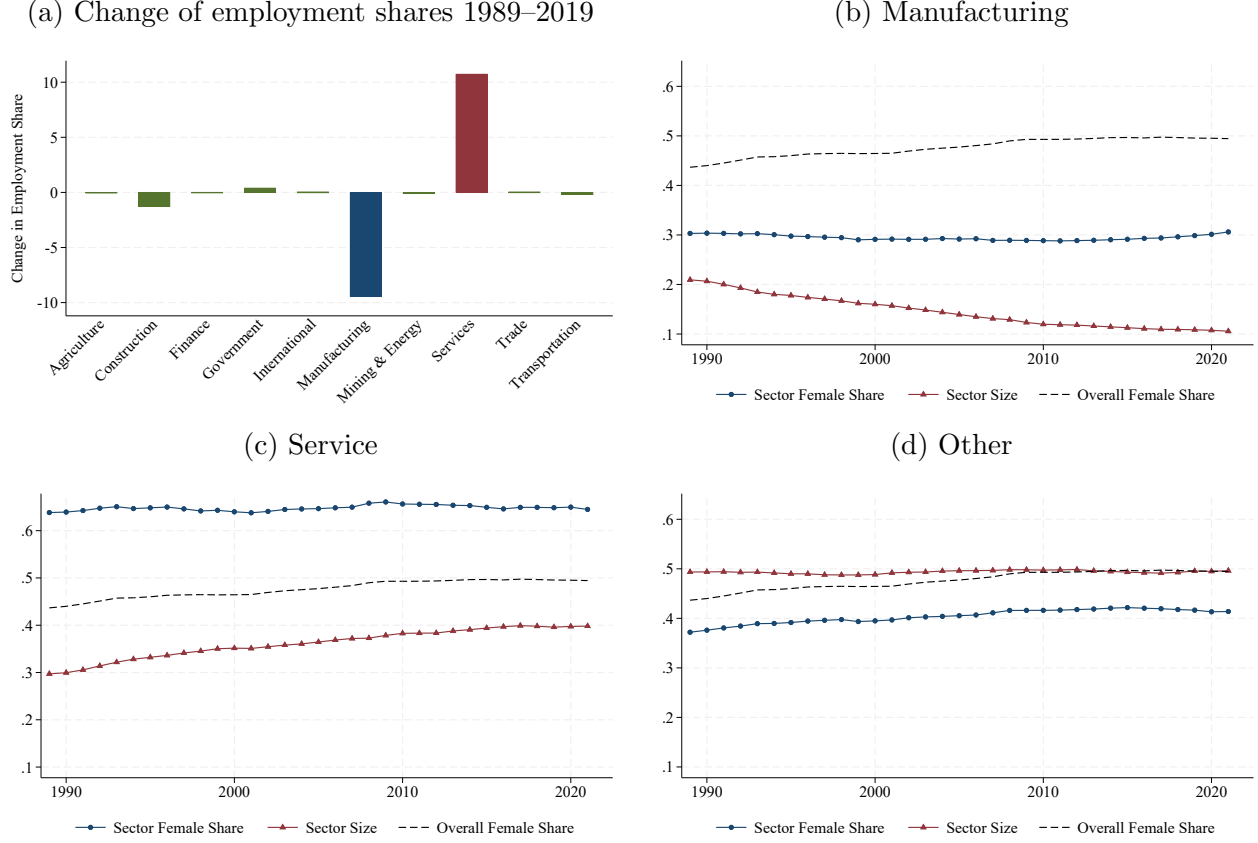 (a) Change of employment shares 1989–2019
Change in Employment Share
10
5
0
-5
-10
Agriculture
Construction
Finance
Government
International
Manufacturing
Mining & Energy
Services
Trade
Transportation
(b) Manufacturing
.6
.5
.4
.3
.2
.1
1990 2000 2010 2020
Sector Female Share Sector Size Overall Female Share
(c) Service
.6
.5
.4
.3
.2
.1
1990 2000 2010 2020
Sector Female Share Sector Size Overall Female Share
(d) Other
.6
.5
.4
.3
.2
.1
1990 2000 2010 2020
Sector Female Share Sector Size Overall Female Share